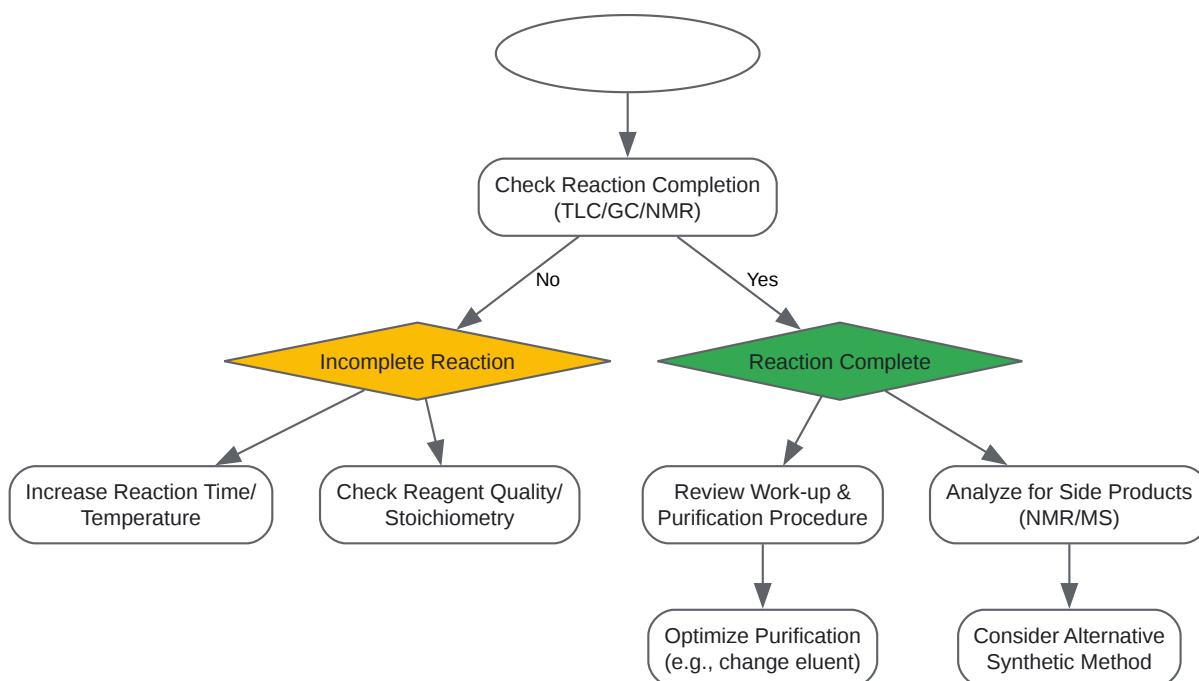 Check Reaction Completion
(TLC/GC/NMR)
No
Yes
Incomplete Reaction
Reaction Complete
Increase Reaction Time/
Temperature
Check Reagent Quality/
Stoichiometry
Review Work-up &
Purification Procedure
Analyze for Side Products
(NMR/MS)
Optimize Purification
(e.g., change eluent)
Consider Alternative
Synthetic Method